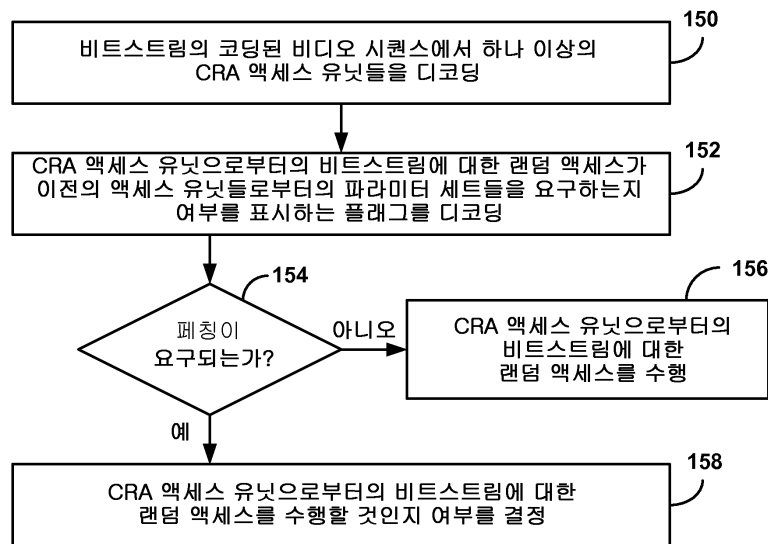 비트스트림의 코딩된 비디오 시퀀스에서 하나 이상의
CRA 액세스 유닛들을 디코딩
150
CRA 액세스 유닛으로부터의 비트스트림에 대한 랜덤 액세스가
이전의 액세스 유닛들로부터의 파라미터 세트들을 요구하는지
여부를 표시하는 플래그를 디코딩
152
154
페칭이
요구되는가?
아니오
예
156
CRA 액세스 유닛으로부터의
비트스트림에 대한
랜덤 액세스를 수행
158
CRA 액세스 유닛으로부터의 비트스트림에 대한
랜덤 액세스를 수행할 것인지 여부를 결정